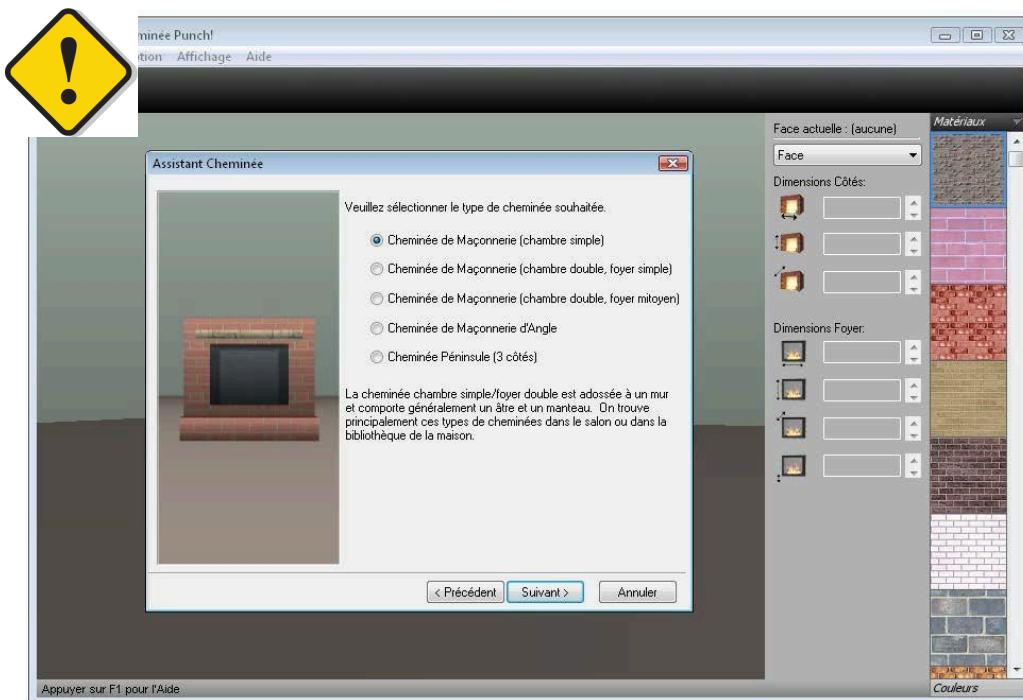 minée Punch!
tion Affichage Aide
Face actuelle : (aucune)
Matériaux
Face
Dimensions Côtés:
Assistant Cheminée
Veuillez sélectionner le type de cheminée souhaitée.
Cheminée de Maçonnerie (chambre simple)
Cheminée de Maçonnerie (chambre double, foyer simple)
Cheminée de Maçonnerie (chambre double, foyer mitoyen)
Cheminée de Maçonnerie d'Angle
Cheminée Péninsule (3 côtés)
La cheminée chambre simple/foyer double est adossée à un mur
et comporte généralement un âtre et un manteau. On trouve
principalement ces types de cheminées dans le salon ou dans la
bibliothèque de la maison.
< Précédent Suivant > Annuler
Dimensions Foyer:
Appuyer sur F1 pour l'Aide
Couleurs